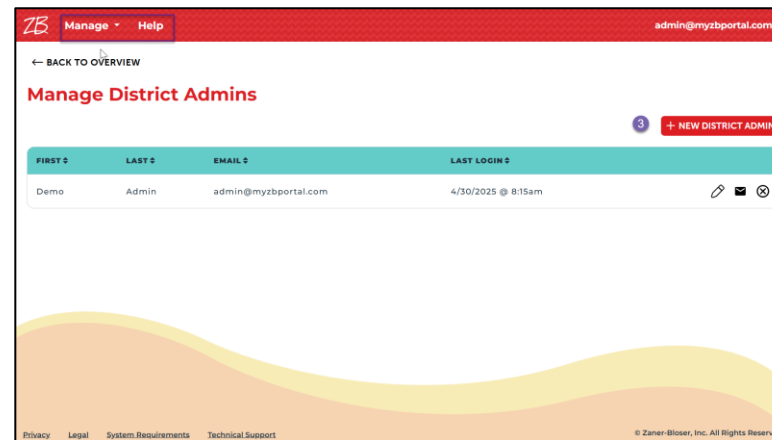 ZB Manage Help admin@myzbportal.com
← BACK TO OVERVIEW
Manage District Admins
3 + NEW DISTRICT ADMIN
FIRST LAST EMAIL LAST LOGIN
Demo Admin admin@myzbportal.com 4/30/2025 @ 8:15am
Privacy Legal System Requirements Technical Support © Zaner-Bloser, Inc. All Rights Reserv